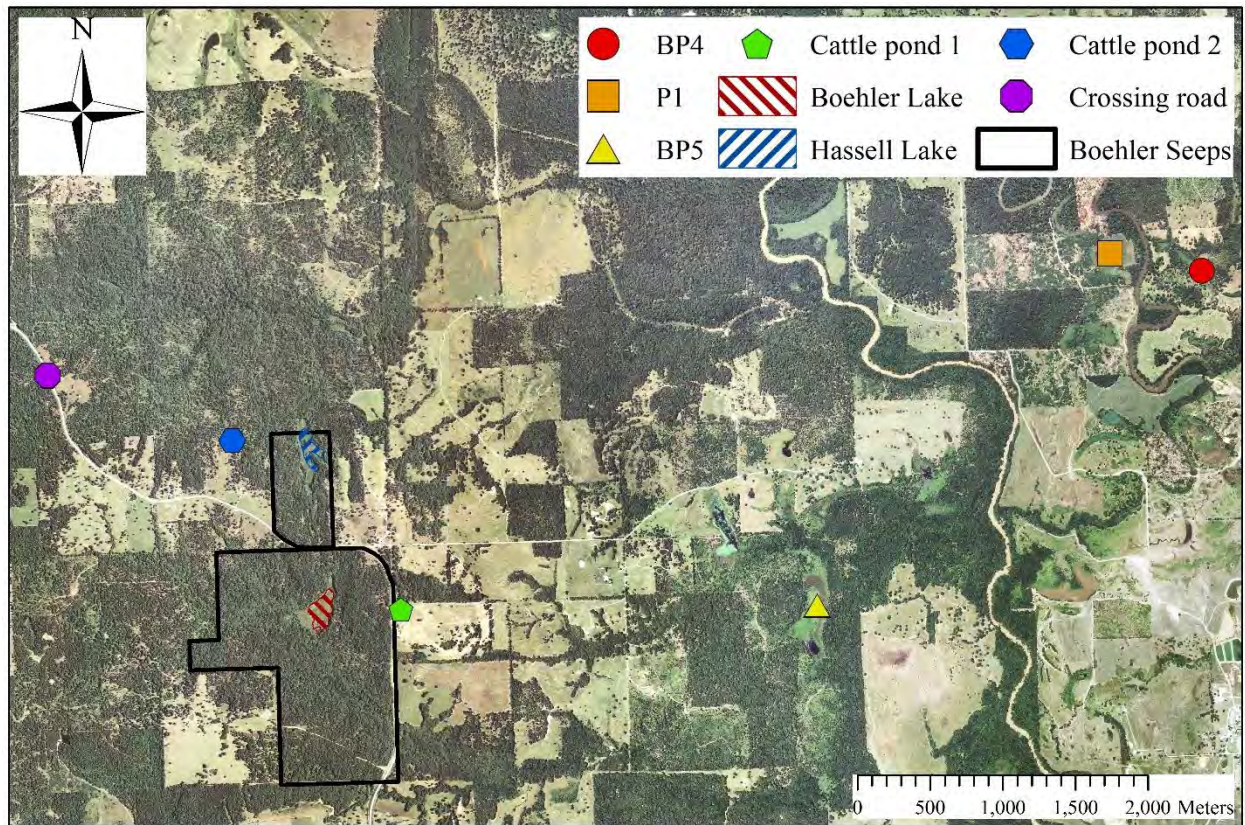 N
BP4 Cattle pond 1 Cattle pond 2
P1 Boehler Lake Crossing road
BP5 Hassell Lake Boehler Seeps
0 500 1,000 1,500 2,000 Meters